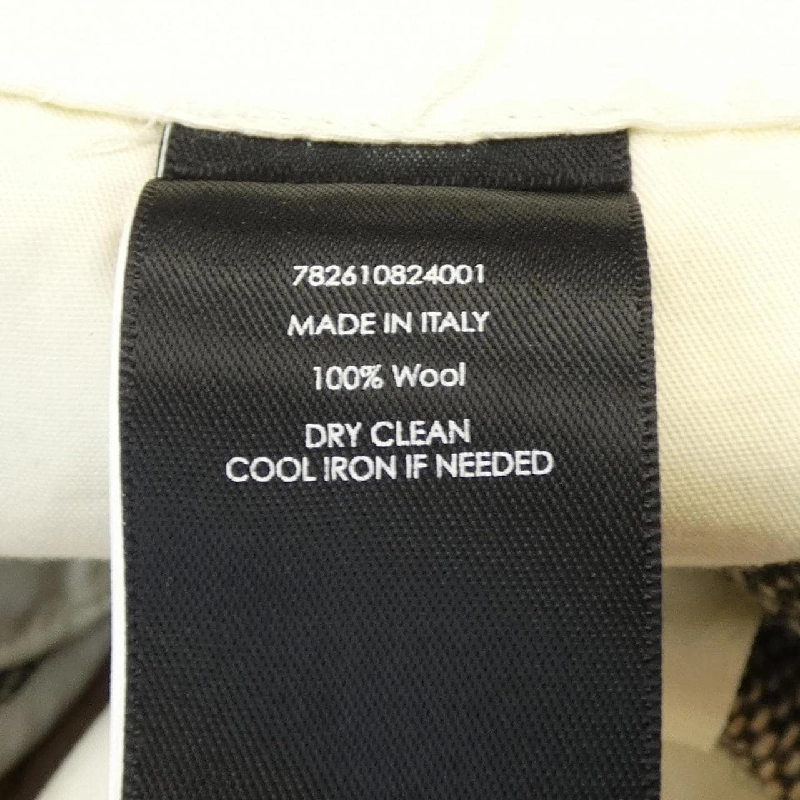 782610824001
MADE IN ITALY
100% Wool
DRY CLEAN
COOL IRON IF NEEDED